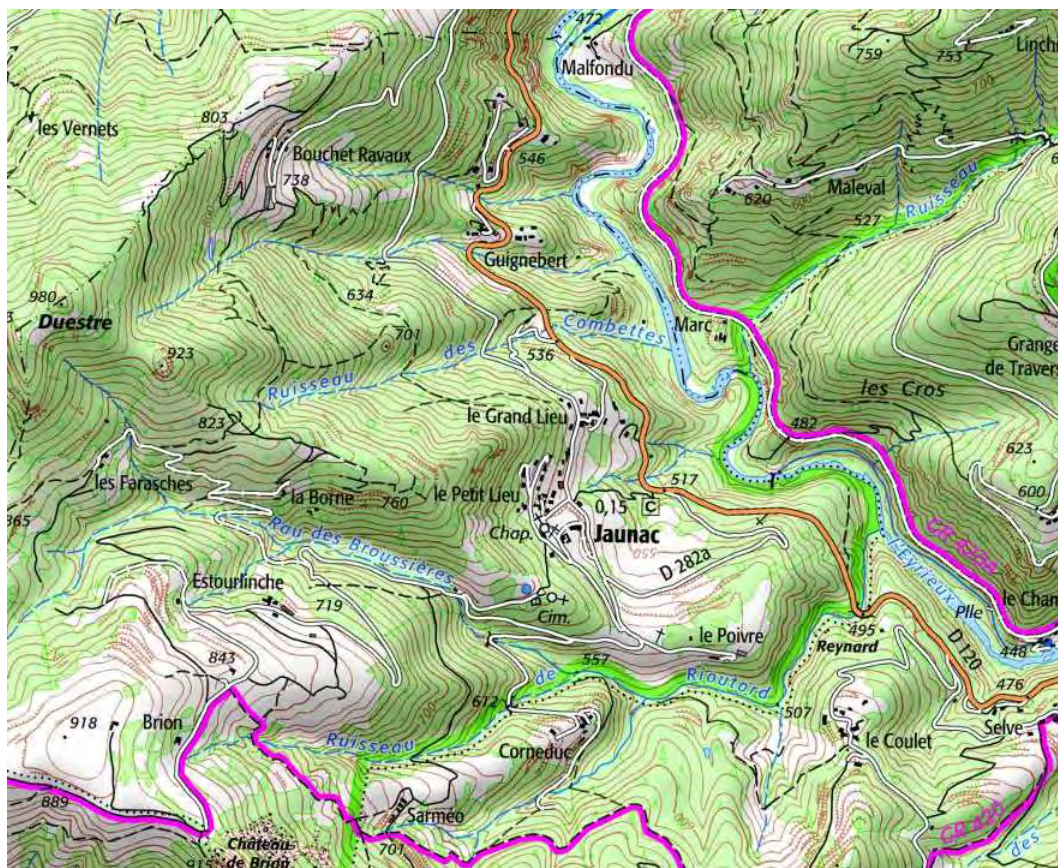 472
Malfondu
759
753
les Vernets
803
Bouchet Ravaux
738
546
Maleval
620
527
Ruisseau
Guignebert
634
980
Duestre
923
701
Combettes
des
Ruisseau
536
Marc
Grange
de Travers
les Cros
823
le Grand Lieu
482
623
les Farasches
la Borne
760
le Petit Lieu
517
600
0,15 C
Chap.
Jaunac
550
D 282a
GR 420A
L'Eyrieux
Rau des Broussières
Estourlinche
719
Cim.
le Poivre
Plle
le Cham
495
Reynard
D 120
448
843
557
de
Rioutord
476
612
507
918
Brion
700
Ruisseau
Corneduc
le Coulet
Selve
889
Sarméo
701
GR 420
des
Château
de Brion
915